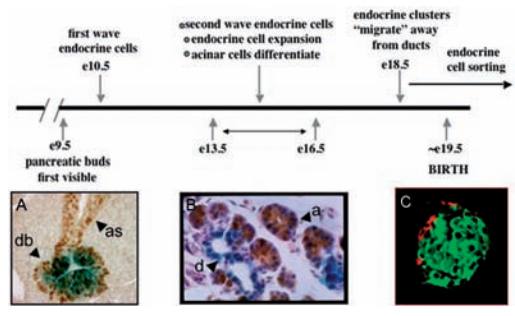 first wave
endocrine cells
e10.5
second wave endocrine cells
endocrine cell expansion
acinar cells differentiate
endocrine clusters
“migrate” away
from ducts
e18.5
endocrine
cell sorting
e9.5
pancreatic buds
first visible
e13.5
e16.5
~e19.5
BIRTH
A
as
db
B
a
d
C